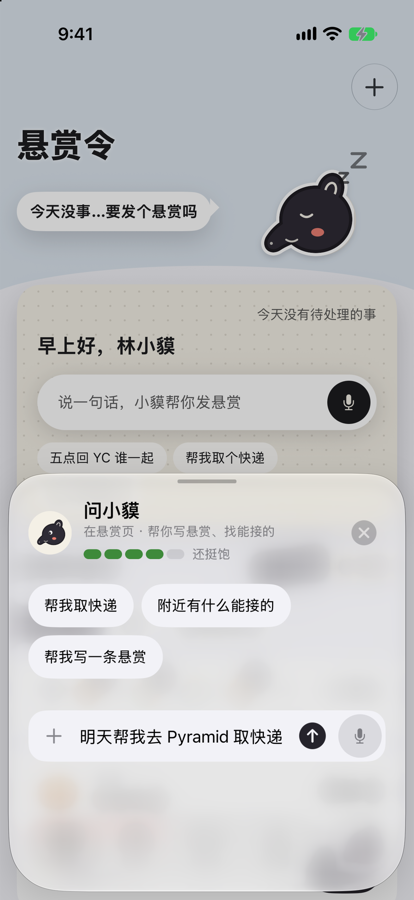 9:41
悬赏令
z
z
今天没事...要发个悬赏吗
今天没有待处理的事
早上好，林小貘
说一句话，小貘帮你发悬赏
五点回 YC 谁一起
帮我取个快递
问小貘
在悬赏页 · 帮你写悬赏、找能接的
还挺饱
帮我取快递
附近有什么能接的
帮我写一条悬赏
明天帮我去 Pyramid 取快递